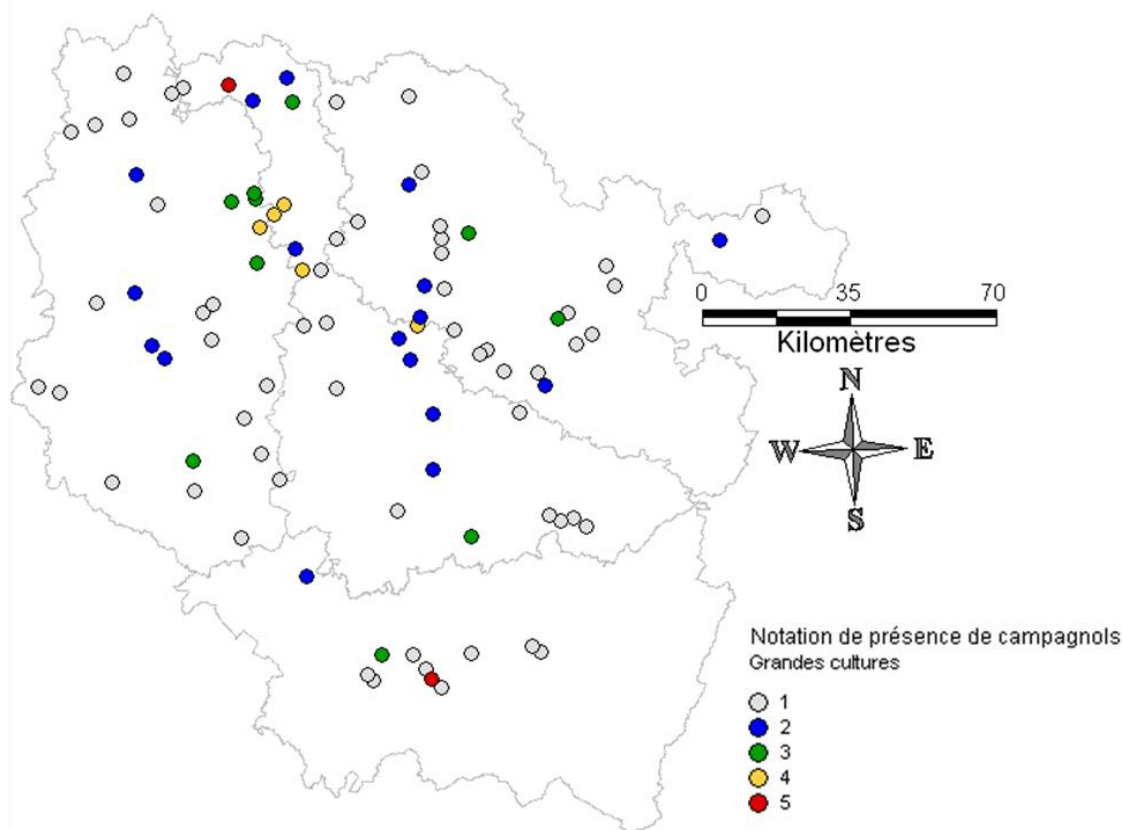 0 35 70
Kilomètres
N
W E
S
Notation de présence de campagnols
Grandes cultures
1
2
3
4
5